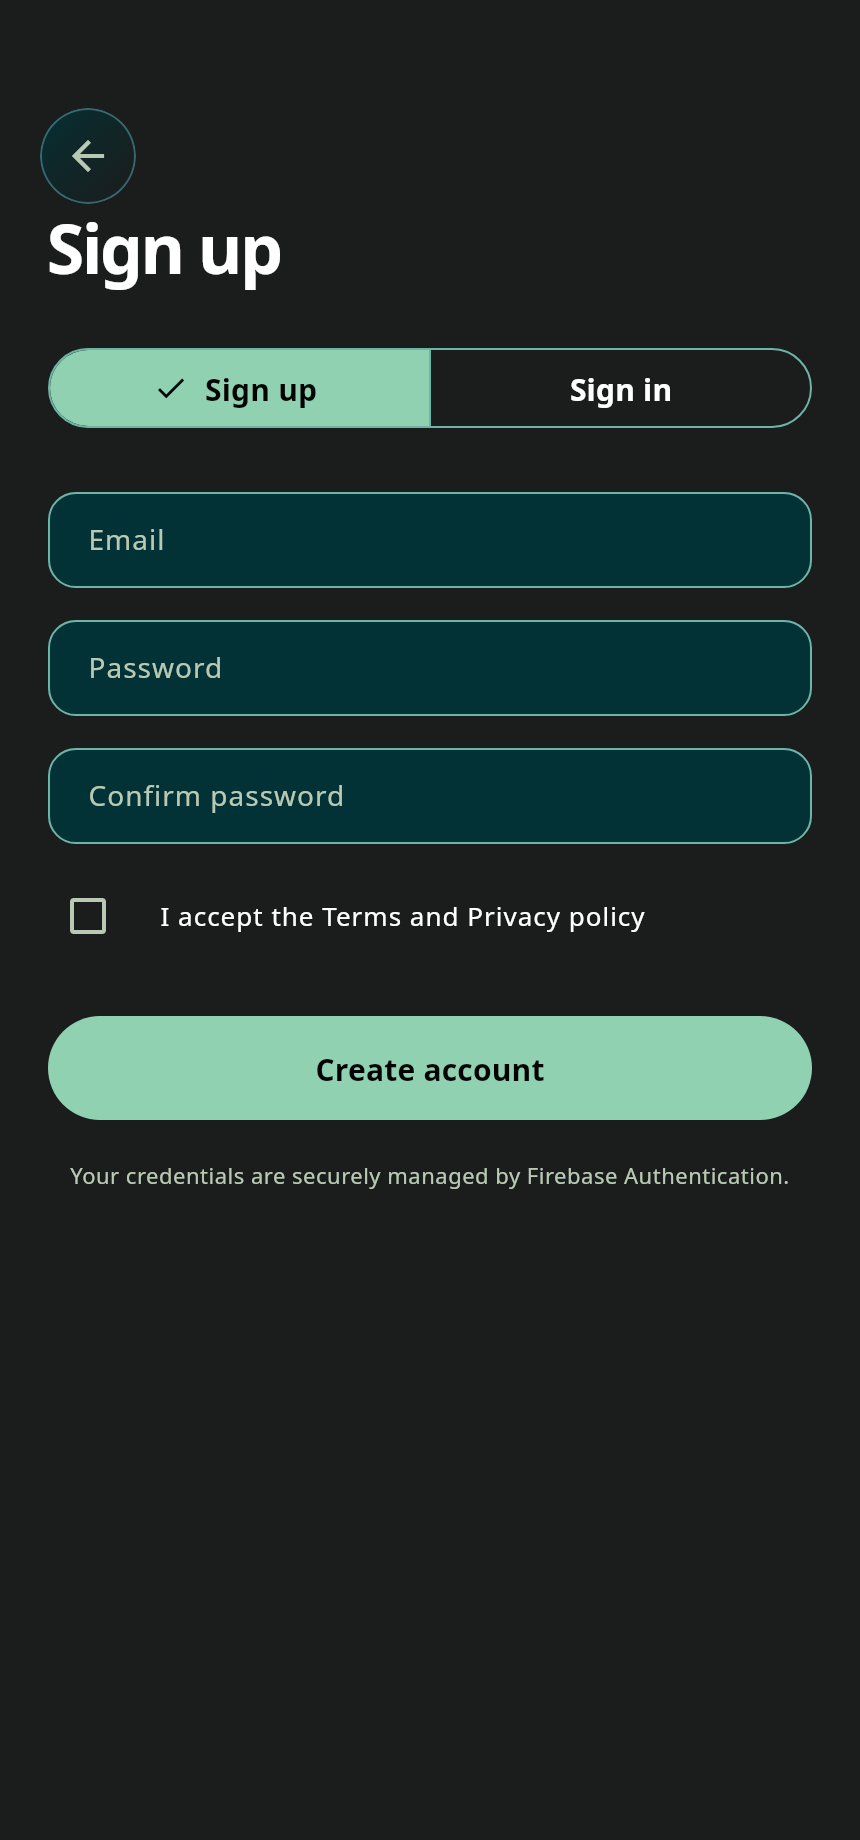 Sign up
Sign up
Sign in
Email
Password
Confirm password
I accept the Terms and Privacy policy
Create account
Your credentials are securely managed by Firebase Authentication.